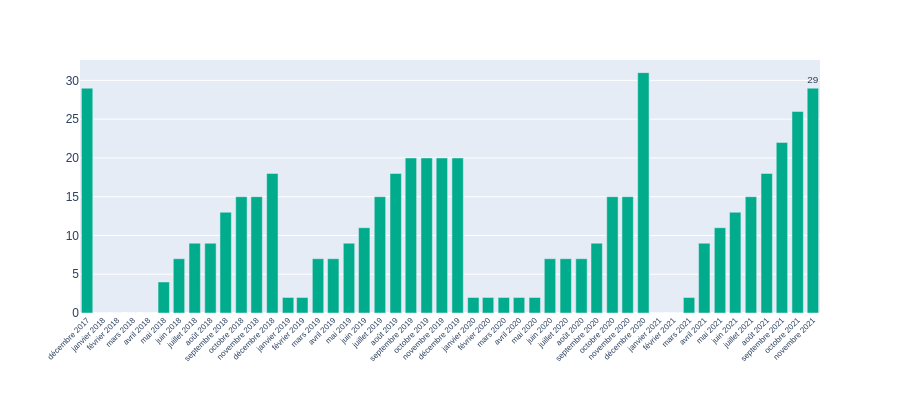 29
30
25
20
15
10
5
0
décembre 2017
janvier 2018
février 2018
mars 2018
avril 2018
mai 2018
juin 2018
juillet 2018
août 2018
septembre 2018
octobre 2018
novembre 2018
décembre 2018
janvier 2019
février 2019
mars 2019
avril 2019
mai 2019
juin 2019
juillet 2019
août 2019
septembre 2019
octobre 2019
novembre 2019
décembre 2019
janvier 2020
février 2020
mars 2020
avril 2020
mai 2020
juin 2020
juillet 2020
août 2020
septembre 2020
octobre 2020
novembre 2020
décembre 2020
janvier 2021
février 2021
mars 2021
avril 2021
mai 2021
juin 2021
juillet 2021
août 2021
septembre 2021
octobre 2021
novembre 2021